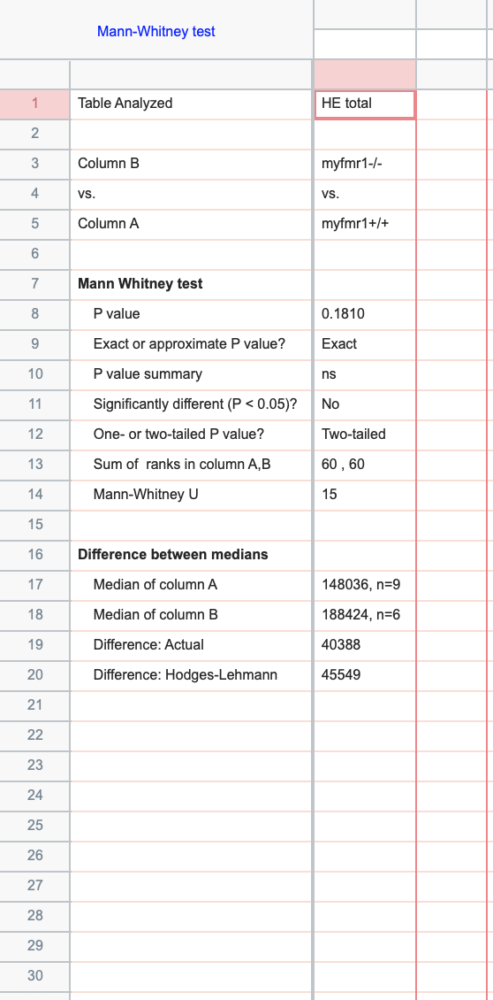 Mann-Whitney test
1 Table Analyzed HE total
2
3 Column B myfmr1-/-
4 vs. vs.
5 Column A myfmr1+/+
6
7 Mann Whitney test
8 P value 0.1810
9 Exact or approximate P value? Exact
10 P value summary ns
11 Significantly different (P < 0.05)? No
12 One- or two-tailed P value? Two-tailed
13 Sum of ranks in column A,B 60 , 60
14 Mann-Whitney U 15
15
16 Difference between medians
17 Median of column A 148036, n=9
18 Median of column B 188424, n=6
19 Difference: Actual 40388
20 Difference: Hodges-Lehmann 45549
21
22
23
24
25
26
27
28
29
30